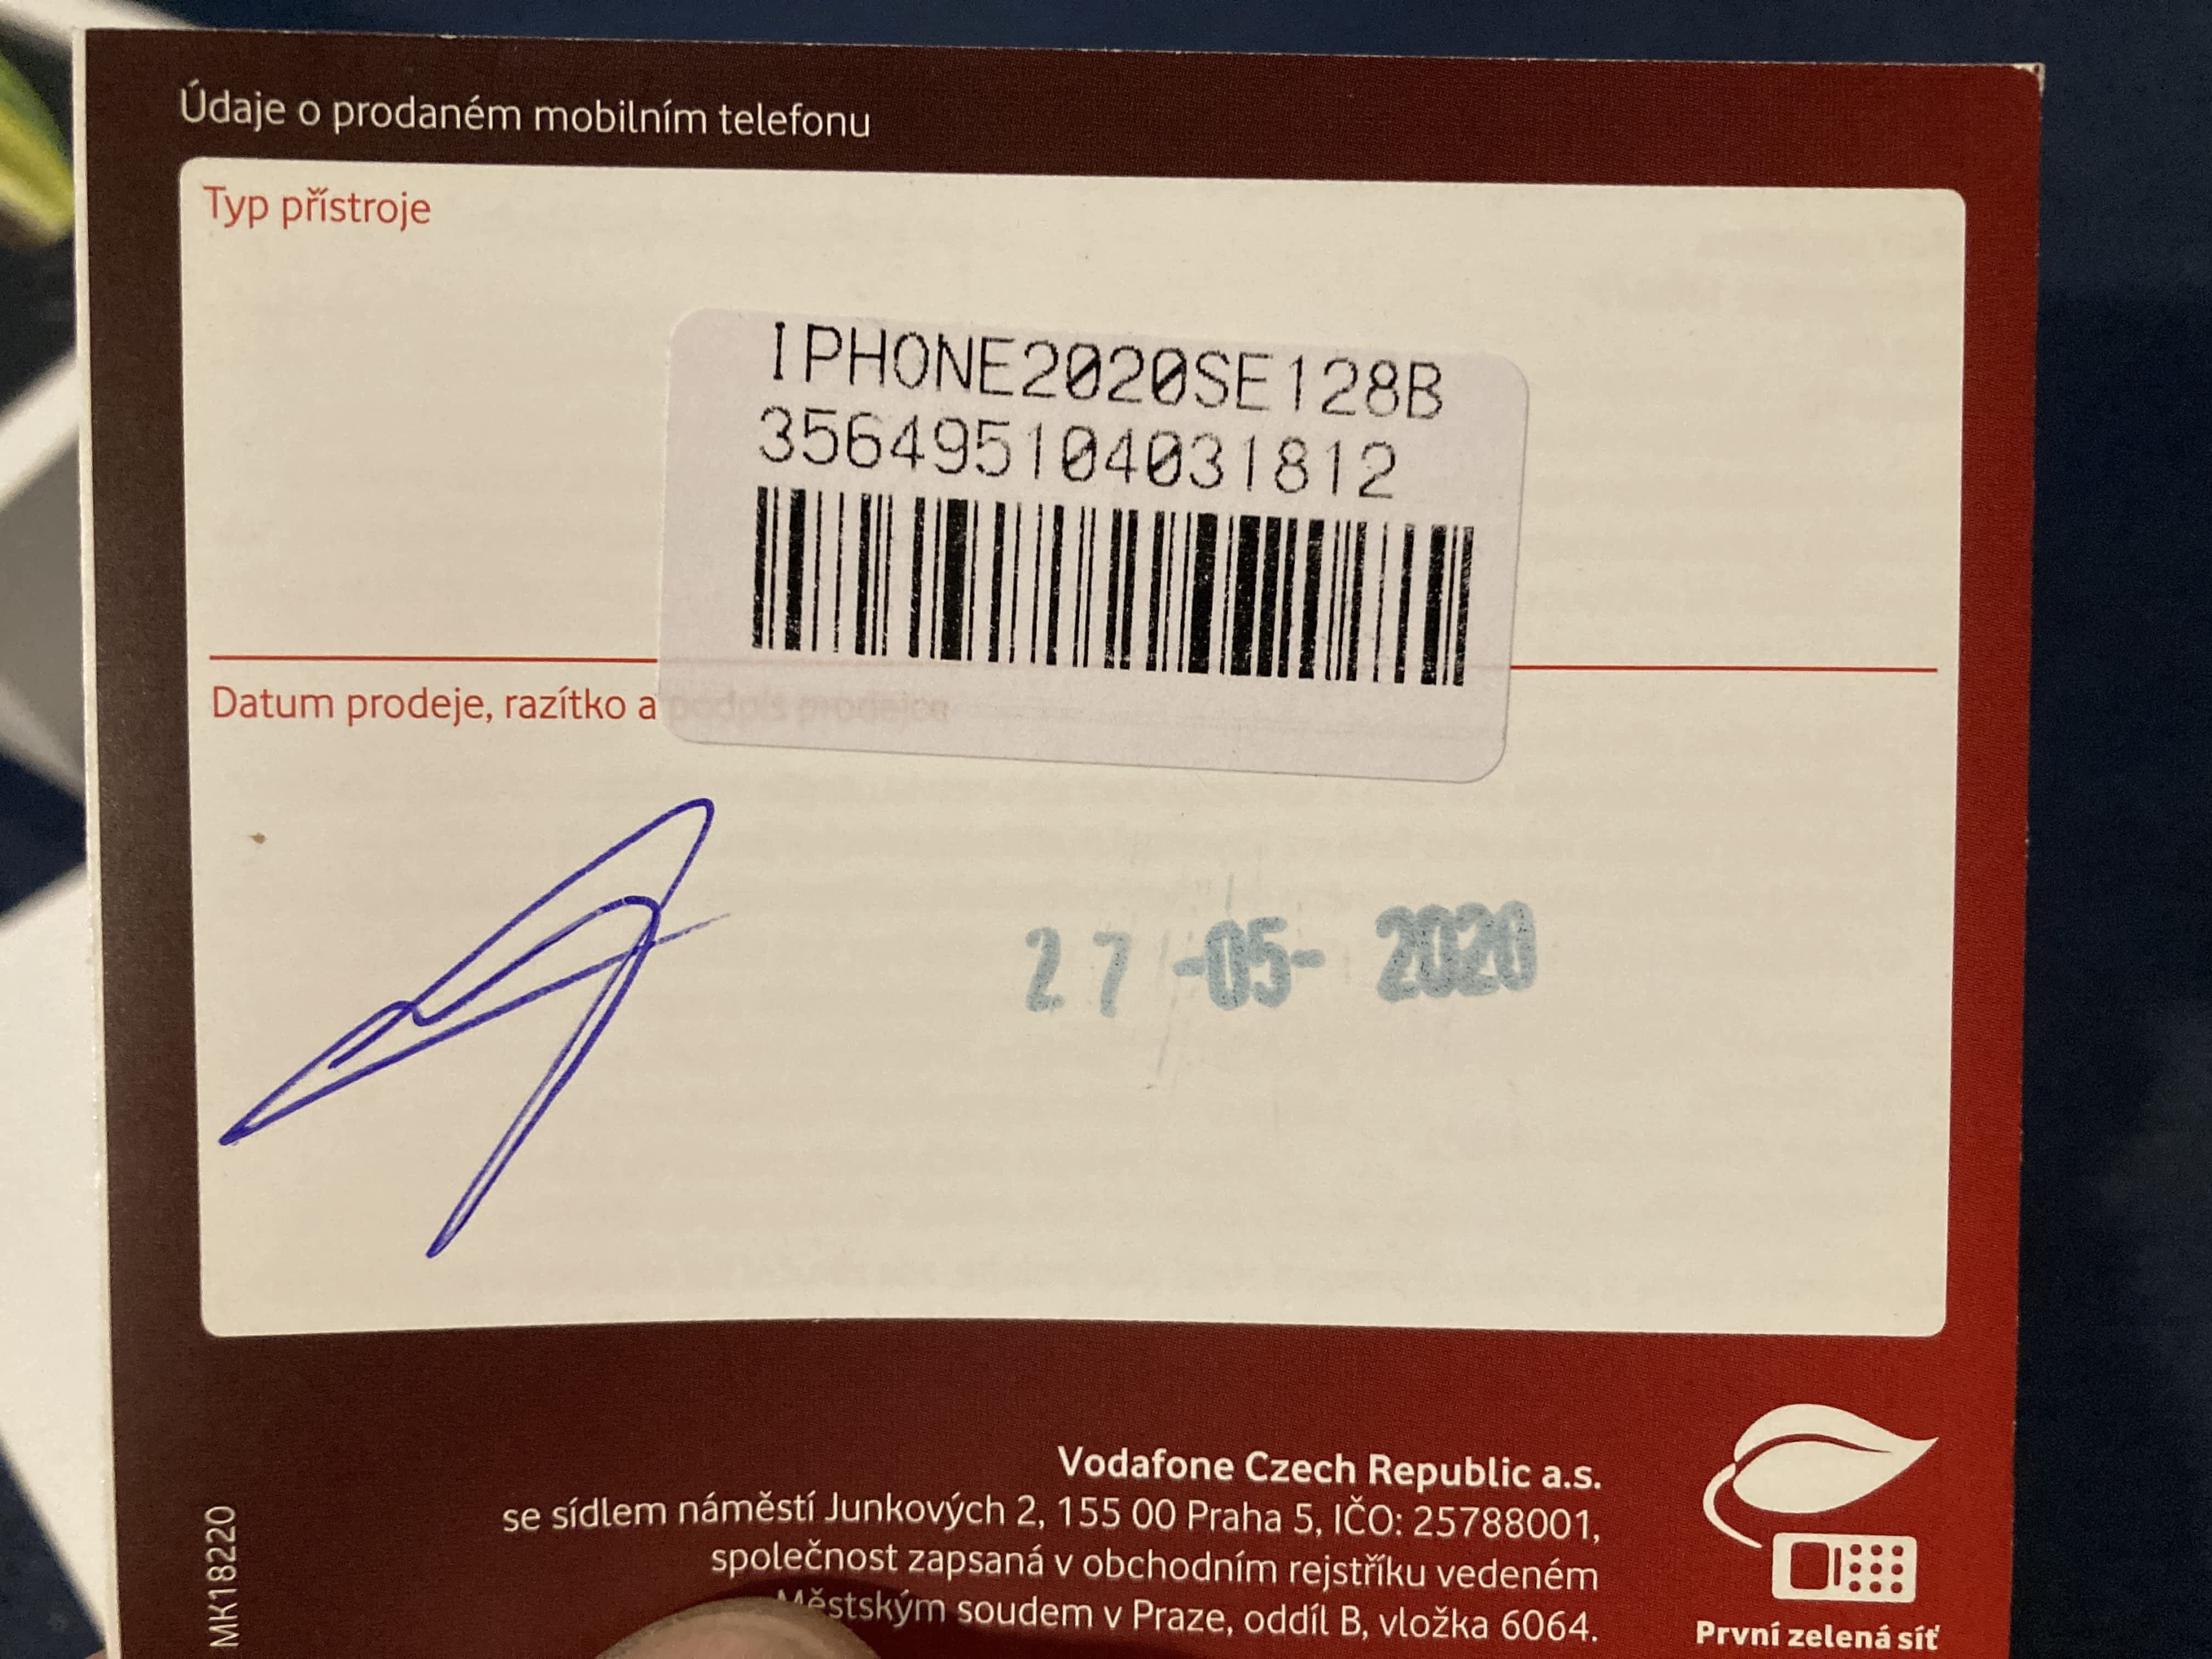 Údaje o prodaném mobilním telefonu
Typ přístroje
IPHONE2020SE128B
356495104031812
Datum prodeje, razítko a podpis prodejce
27 -05- 2020
Vodafone Czech Republic a.s.
se sídlem náměstí Junkových 2, 155 00 Praha 5, IČO: 25788001,
společnost zapsaná v obchodním rejstříku vedeném
Městským soudem v Praze, oddíl B, vložka 6064.
První zelená síť
MK18220